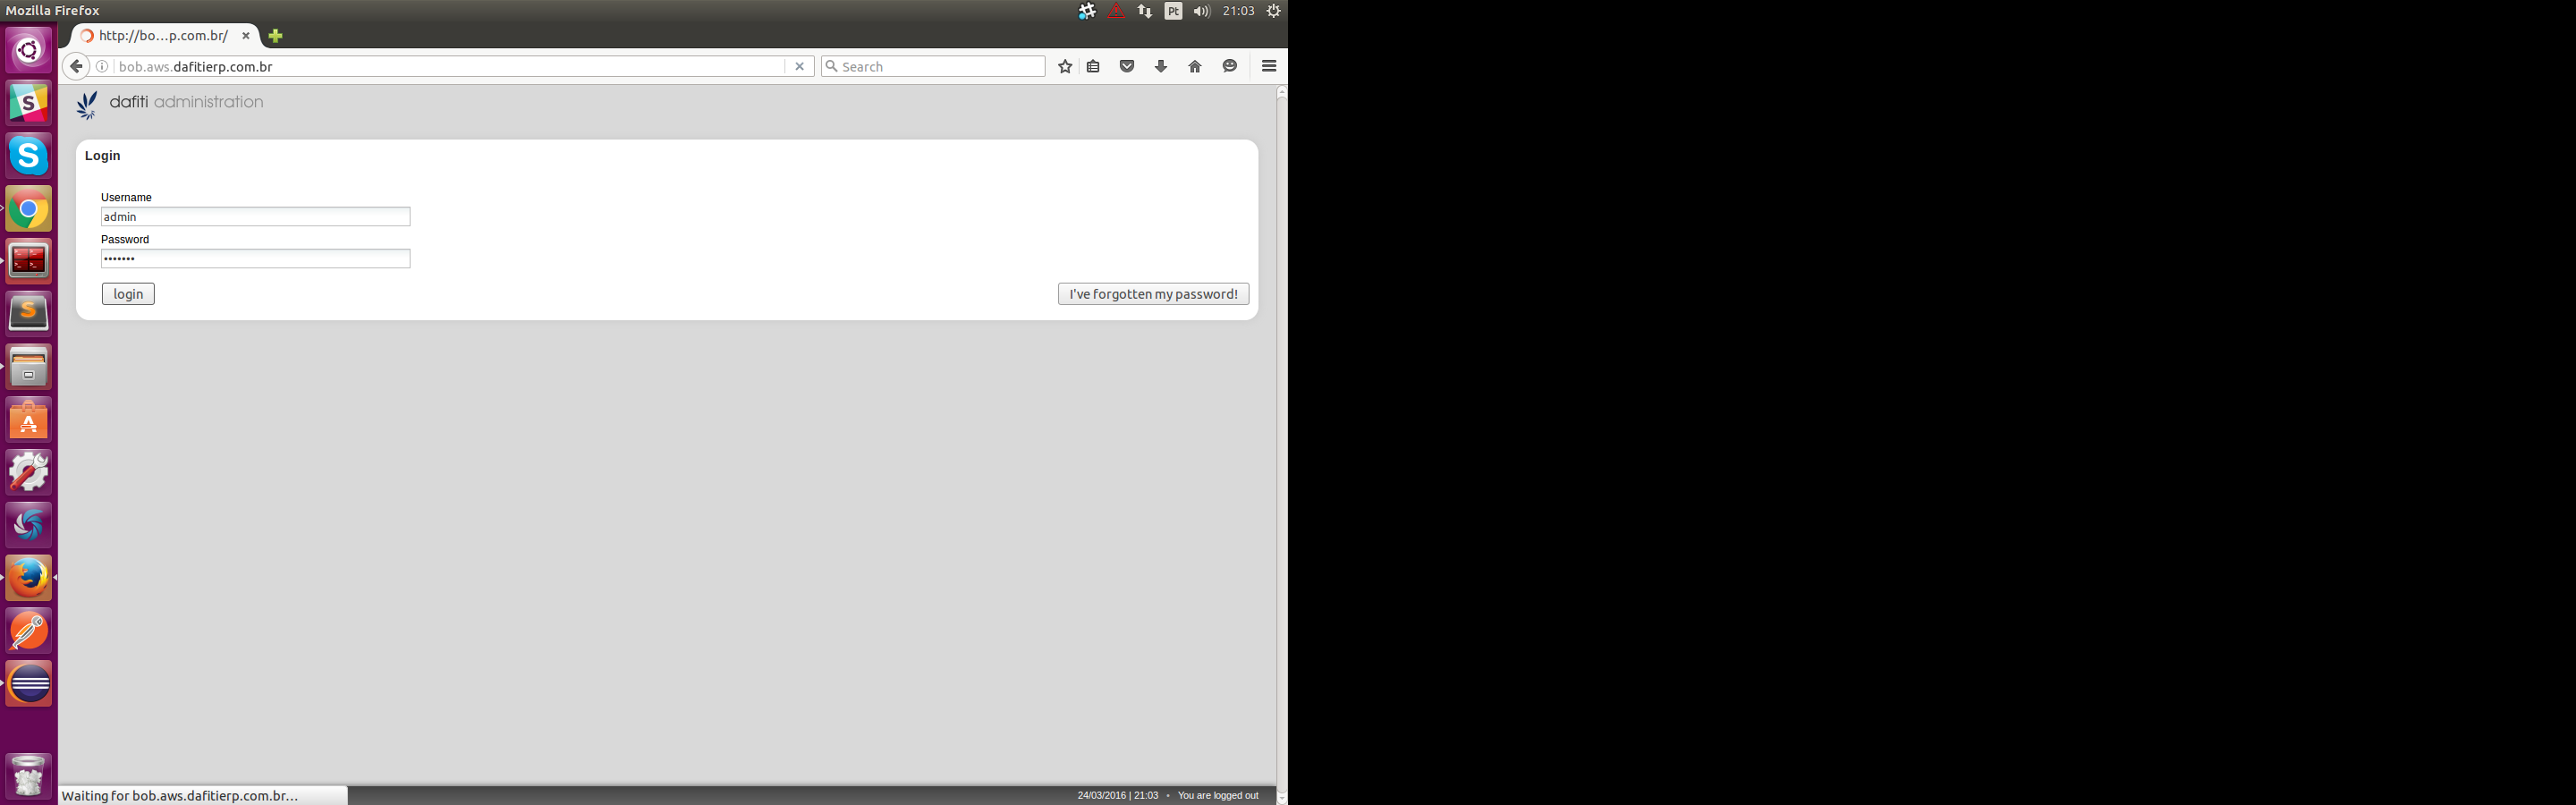 Mozilla Firefox
Pt
21:03
http://bo...p.com.br/
bob.aws.dafitierp.com.br
Search
dafiti administration
Login
Username
admin
Password
•••••••
login
I've forgotten my password!
Waiting for bob.aws.dafitierp.com.br...
24/03/2016 | 21:03 • You are logged out